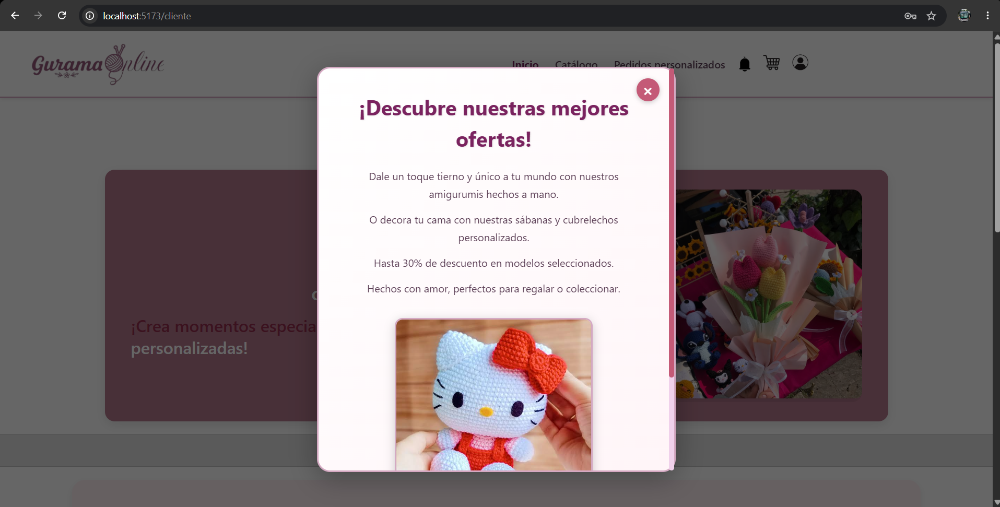 localhost:5173/cliente
Gurama Online
Inicio Catálogo Pedidos personalizados
¡Descubre nuestras mejores
ofertas!
Dale un toque tierno y único a tu mundo con nuestros
amigurumis hechos a mano.
O decora tu cama con nuestras sábanas y cubrelechos
personalizados.
Hasta 30% de descuento en modelos seleccionados.
Hechos con amor, perfectos para regalar o coleccionar.
¡Crea momentos especia
personalizadas!